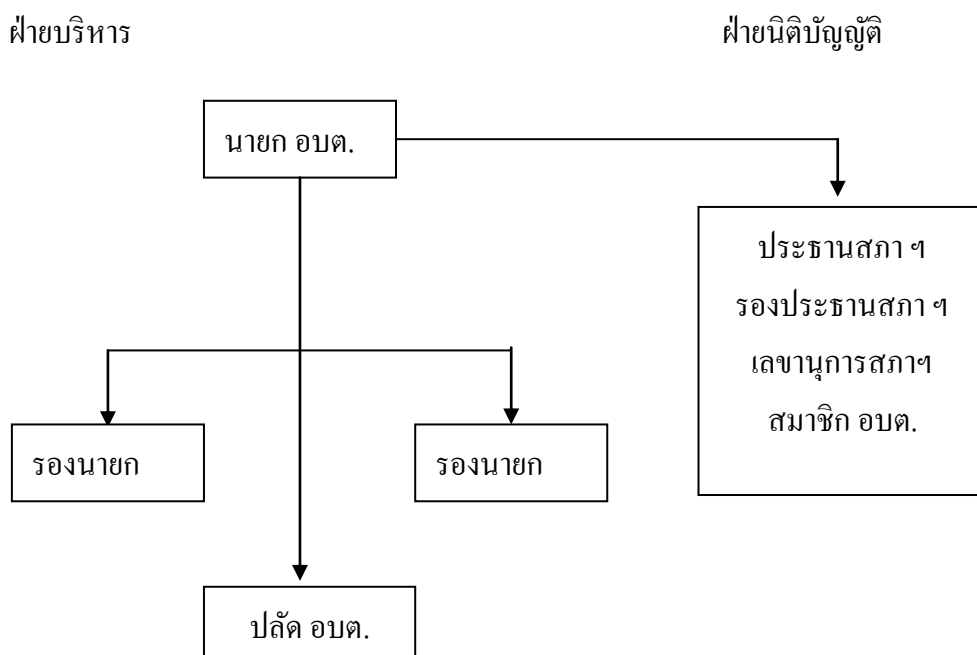 ฝ่ายบริหาร
ฝ่ายนิติบัญญัติ
นายก อบต.
ประธานสภา ฯ
รองประธานสภา ฯ
เลขานุการสภาฯ
สมาชิก อบต.
รองนายก
รองนายก
ปลัด อบต.